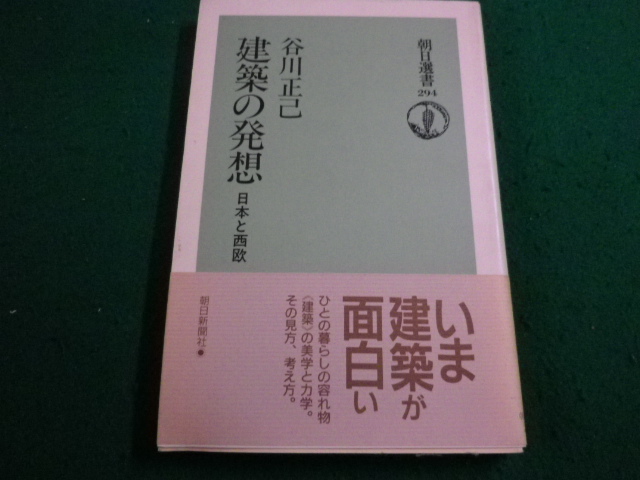 朝日選書
294
谷川正己
建築の発想
日本と西欧
いま
建築が
面白い
ひとの暮らしの容れ物
〈建築〉の美学と力学。
その見方、考え方。
朝日新聞社●